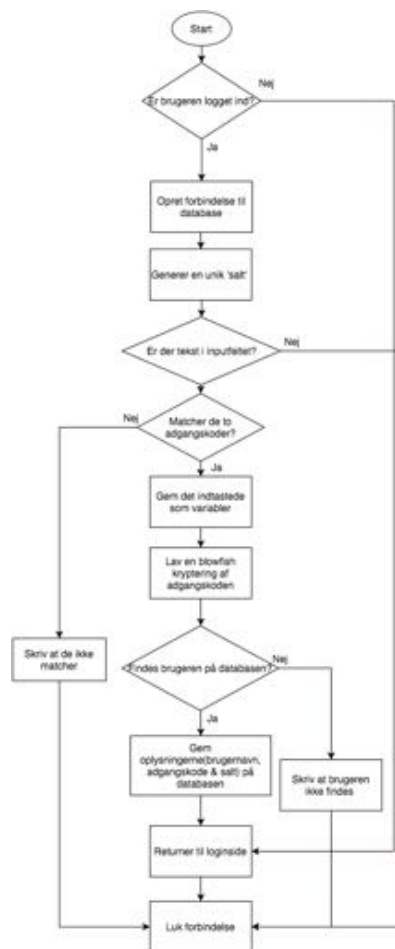 Start
Er brugeren logget ind?
Nej
Ja
Opret forbindelse til
database
Generer en unik 'salt'
Er der tekst i inputfeltet?
Nej
Matcher de to
adgangskoder?
Nej
Ja
Gem det indtastede
som variabler
Lav en blowfish
kryptering af
adgangskoden
Skriv at de ikke
matcher
Findes brugeren på databasen?
Nej
Ja
Gem
oplysningerne(brugernavn,
adgangskode & salt) på
databasen
Skriv at brugeren
ikke findes
Returner til loginside
Luk forbindelse